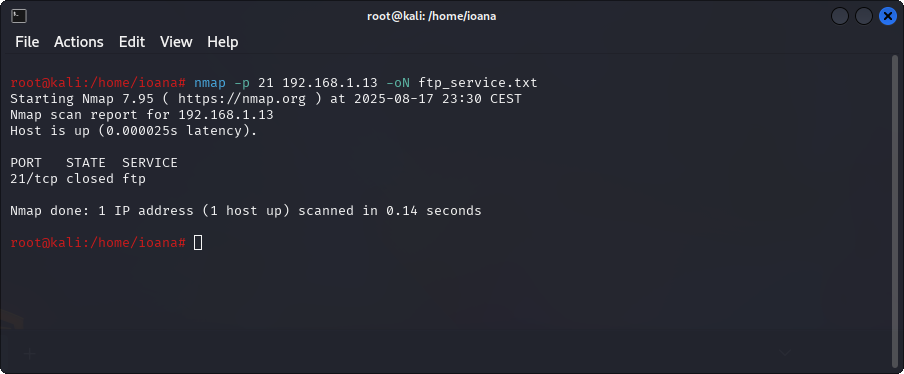 root@kali: /home/ioana
File Actions Edit View Help
root@kali:/home/ioana# nmap -p 21 192.168.1.13 -oN ftp_service.txt
Starting Nmap 7.95 ( https://nmap.org ) at 2025-08-17 23:30 CEST
Nmap scan report for 192.168.1.13
Host is up (0.000025s latency).
PORT   STATE  SERVICE
21/tcp closed ftp
Nmap done: 1 IP address (1 host up) scanned in 0.14 seconds
root@kali:/home/ioana#